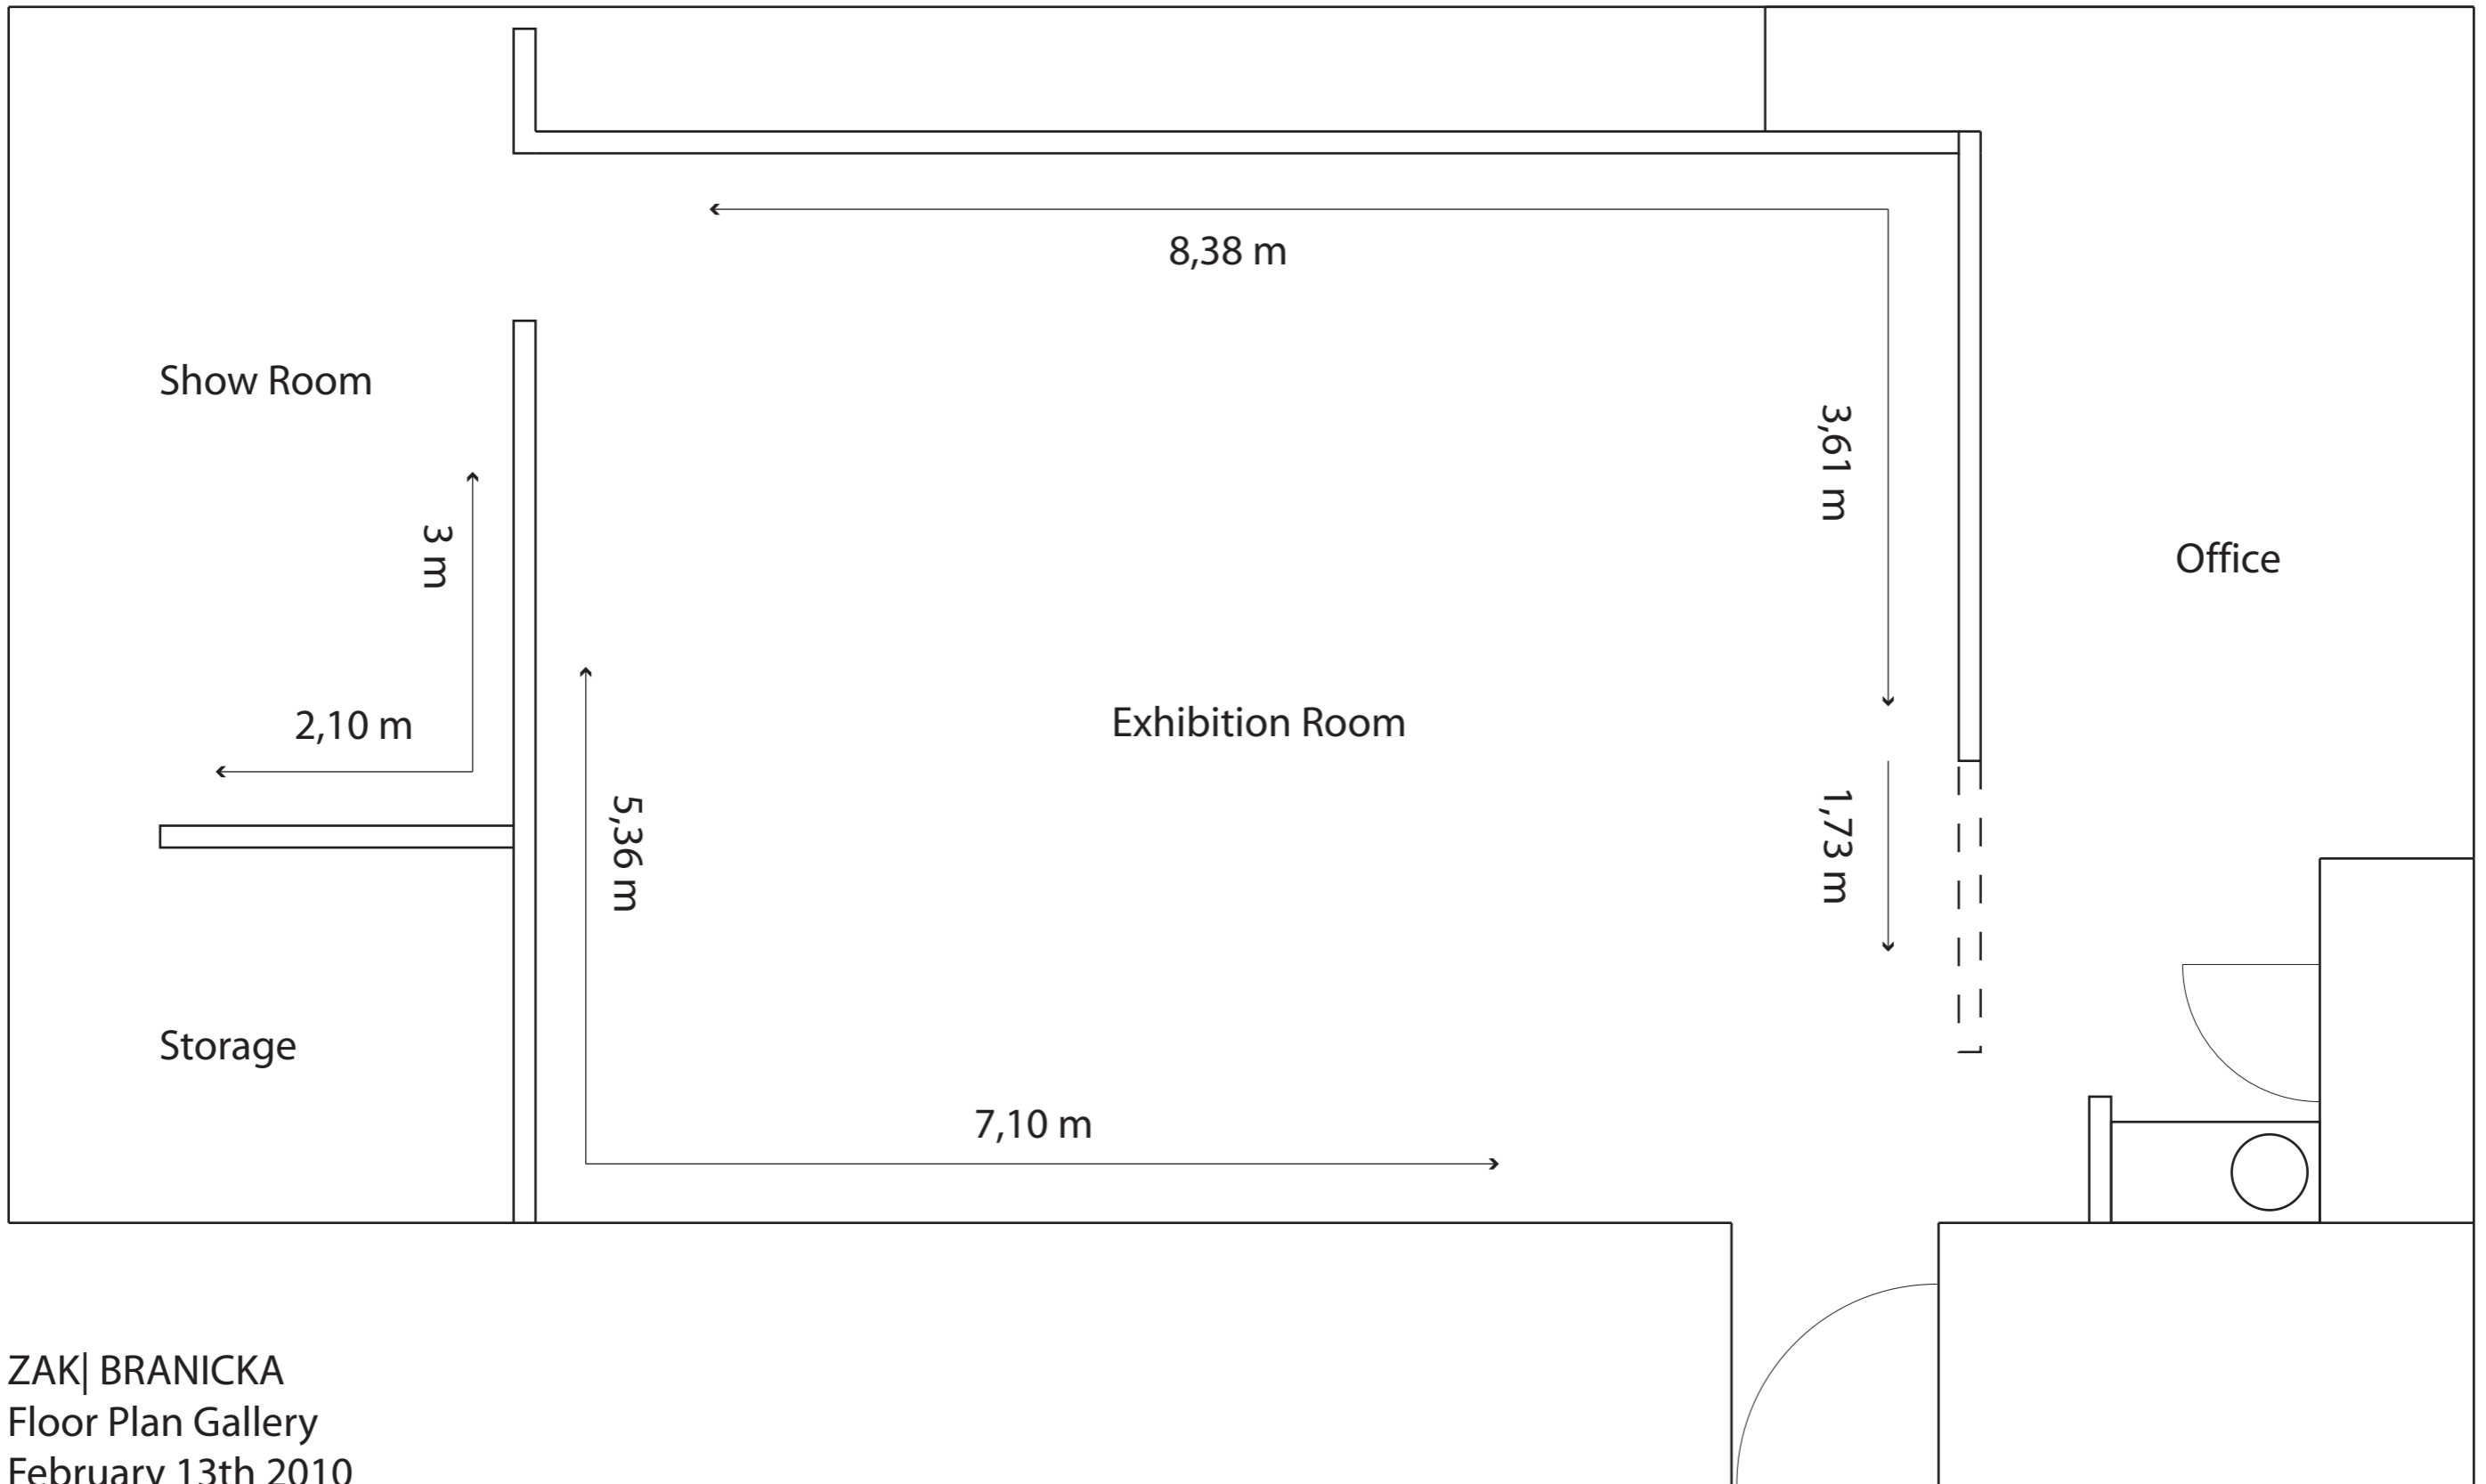 8,38 m
Show Room
3,61 m
3 m
Office
2,10 m
Exhibition Room
5,36 m
1,73 m
Storage
7,10 m
ZAK| BRANICKA
Floor Plan Gallery
February 13th 2010